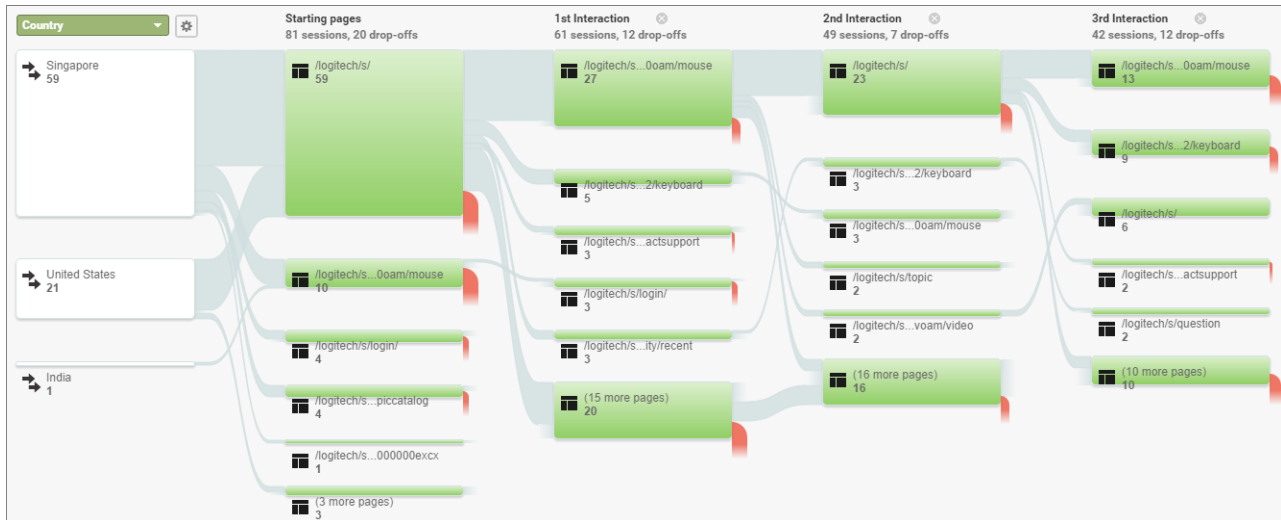 Country
Singapore
59
United States
21
India
1
Starting pages
81 sessions, 20 drop-offs
/logitech/s/
59
/logitech/s...0oam/mouse
10
/logitech/s/login/
4
/logitech/s...piccatalog
4
/logitech/s...000000excx
1
(3 more pages)
3
1st Interaction
61 sessions, 12 drop-offs
/logitech/s...0oam/mouse
27
/logitech/s...2/keyboard
5
/logitech/s...actsupport
3
/logitech/s/login/
3
/logitech/s...ity/recent
3
(15 more pages)
20
2nd Interaction
49 sessions, 7 drop-offs
/logitech/s/
23
/logitech/s...2/keyboard
3
/logitech/s...0oam/mouse
3
/logitech/s/topic
2
/logitech/s...voam/video
2
(16 more pages)
16
3rd Interaction
42 sessions, 12 drop-offs
/logitech/s...0oam/mouse
13
/logitech/s...2/keyboard
9
/logitech/s/
6
/logitech/s...actsupport
2
/logitech/s/question
2
(10 more pages)
10